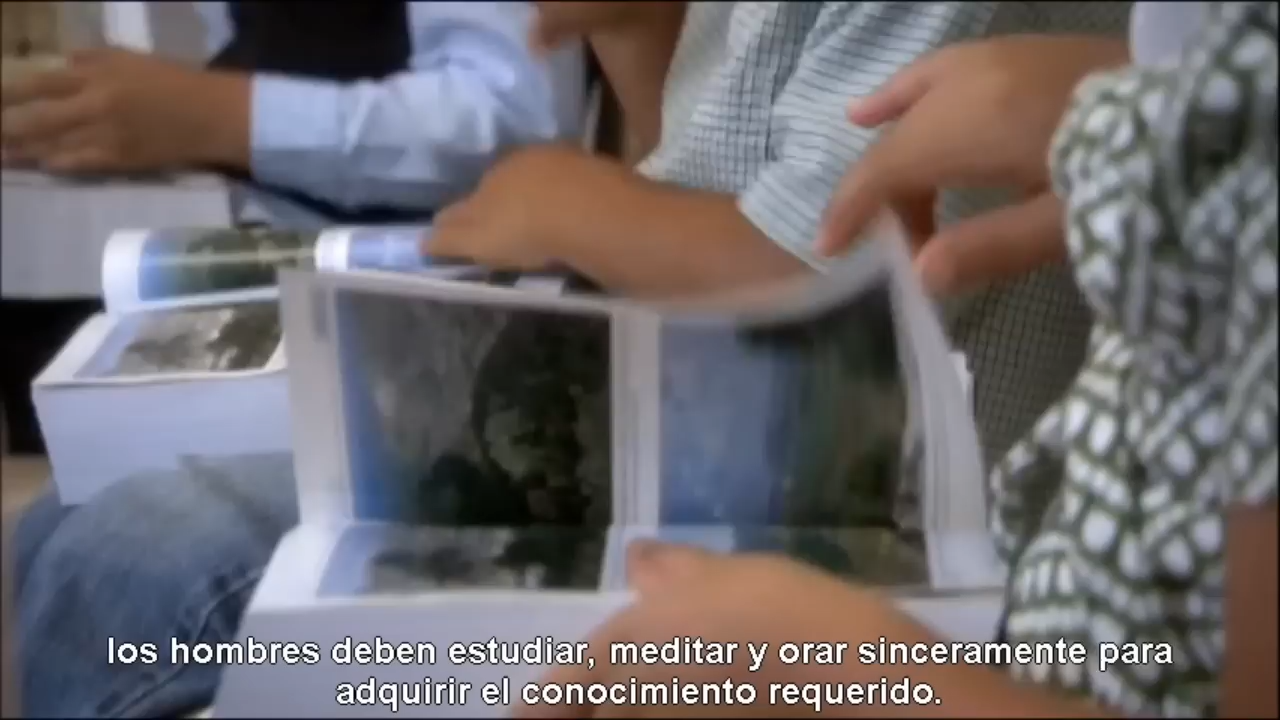 los hombres deben estudiar, meditar y orar sinceramente para
adquirir el conocimiento requerido.